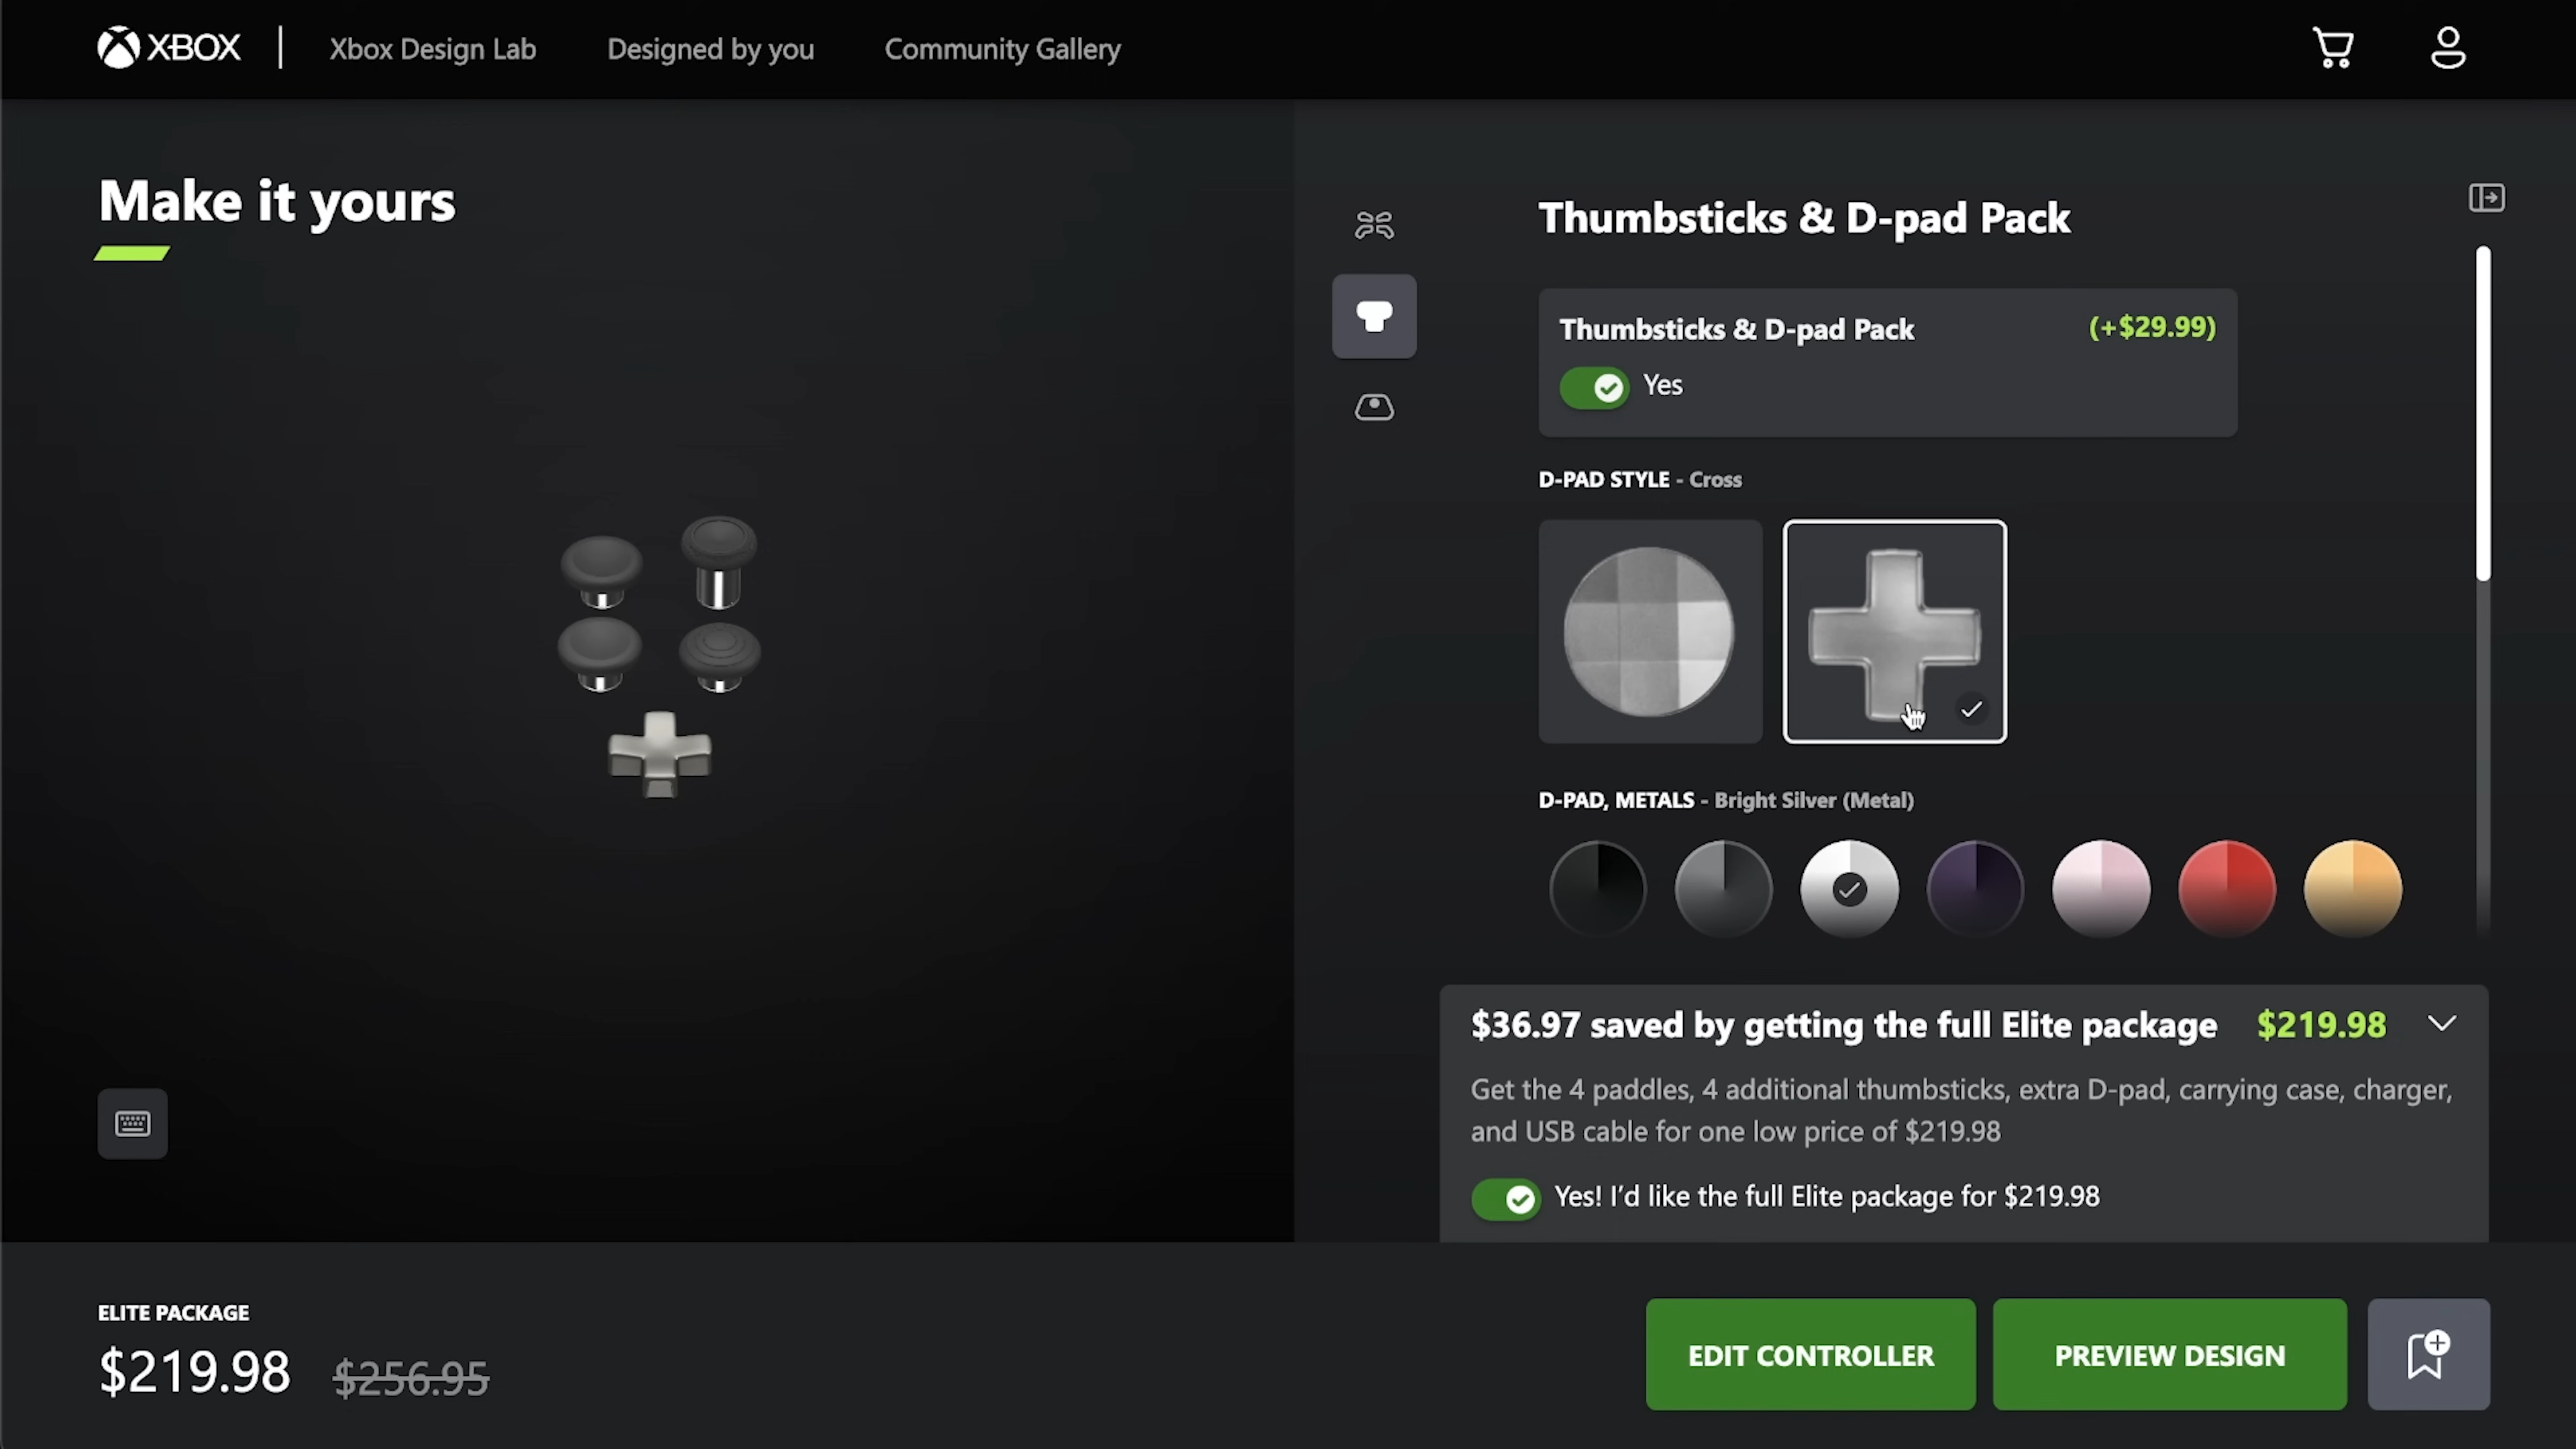 XBOX
Xbox Design Lab
Designed by you
Community Gallery
Make it yours
Thumbsticks & D-pad Pack
Thumbsticks & D-pad Pack (+$29.99)
Yes
D-PAD STYLE - Cross
D-PAD, METALS - Bright Silver (Metal)
$36.97 saved by getting the full Elite package $219.98
Get the 4 paddles, 4 additional thumbsticks, extra D-pad, carrying case, charger,
and USB cable for one low price of $219.98
Yes! I'd like the full Elite package for $219.98
ELITE PACKAGE
$219.98 $256.95
EDIT CONTROLLER
PREVIEW DESIGN